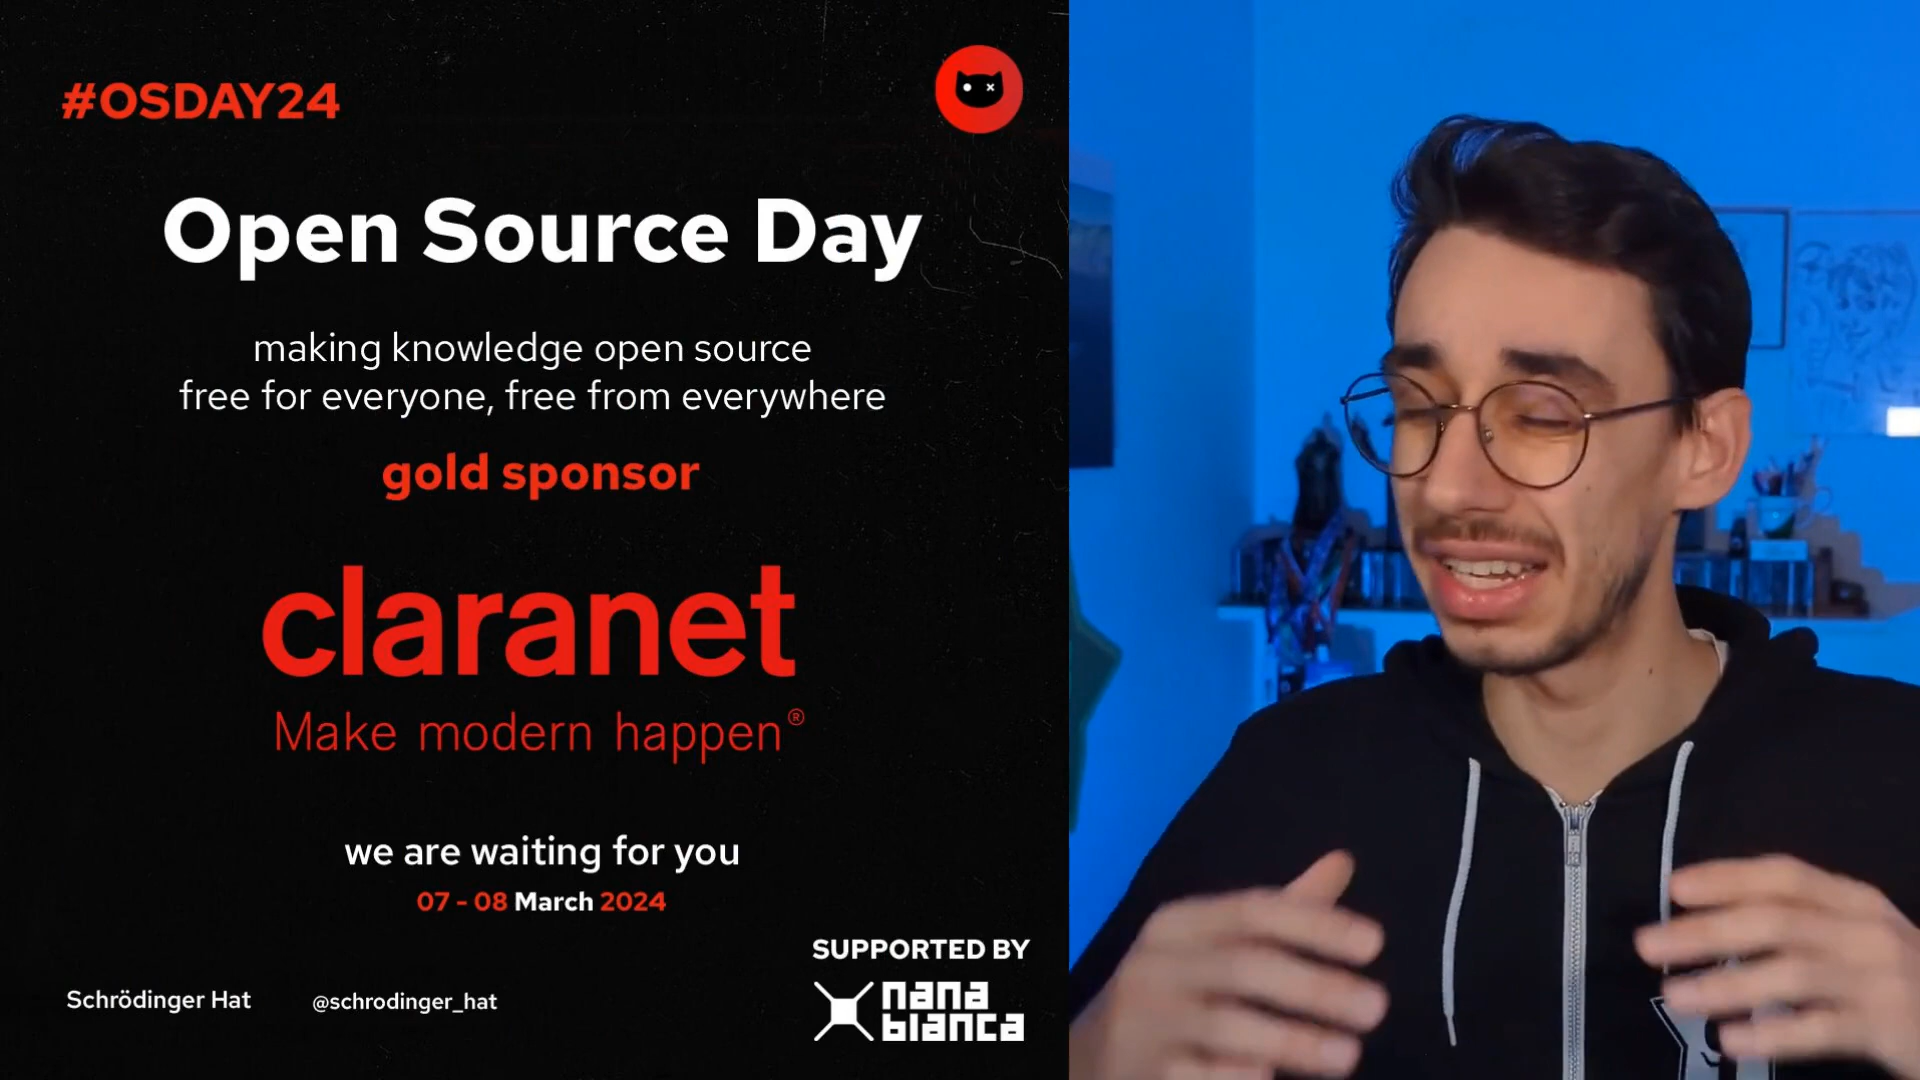 #OSDAY24
Open Source Day
making knowledge open source
free for everyone, free from everywhere
gold sponsor
claranet
Make modern happen®
we are waiting for you
07 - 08 March 2024
SUPPORTED BY
nana
bianca
Schrödinger Hat @schrodinger_hat